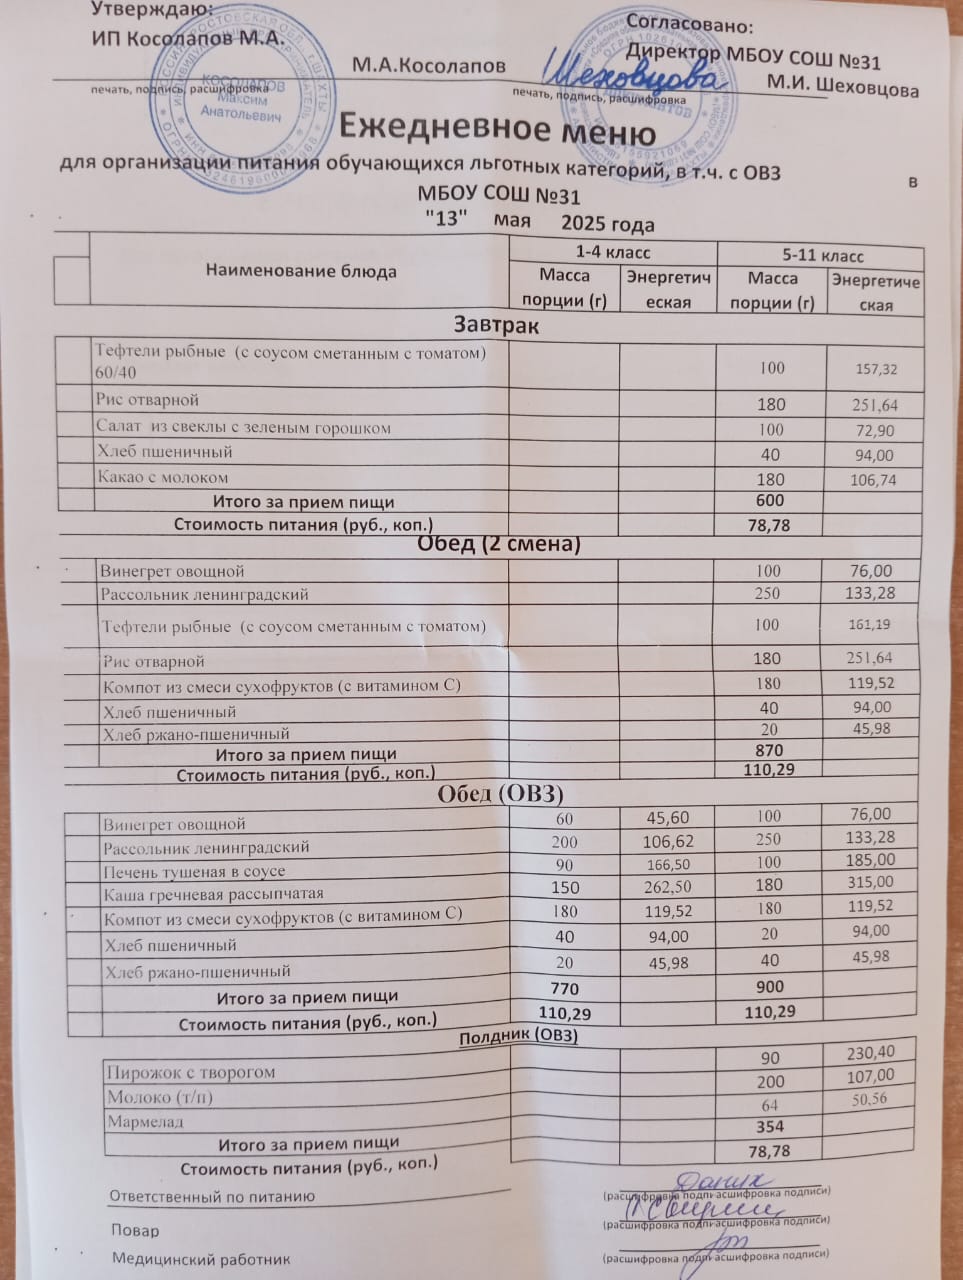 Утверждаю:
ИП Косолапов М.А.
М.А.Косолапов
печать, подпись, расшифровка
КОСОЛАПОВ
Максим
Анатольевич
Согласовано:
Директор МБОУ СОШ №31
Шеховцова
М.И. Шеховцова
печать, подпись, расшифровка
Ежедневное меню
для организации питания обучающихся льготных категорий, в т.ч. с ОВЗ в
МБОУ СОШ №31
"13" мая 2025 года
Наименование блюда 1-4 класс 5-11 класс
Масса порции (г) Энергетическая Масса порции (г) Энергетическая
Завтрак
Тефтели рыбные (с соусом сметанным с томатом) 60/40 100 157,32
Рис отварной 180 251,64
Салат из свеклы с зеленым горошком 100 72,90
Хлеб пшеничный 40 94,00
Какао с молоком 180 106,74
Итого за прием пищи 600
Стоимость питания (руб., коп.) 78,78
Обед (2 смена)
Винегрет овощной 100 76,00
Рассольник ленинградский 250 133,28
Тефтели рыбные (с соусом сметанным с томатом) 100 161,19
Рис отварной 180 251,64
Компот из смеси сухофруктов (с витамином С) 180 119,52
Хлеб пшеничный 40 94,00
Хлеб ржано-пшеничный 20 45,98
Итого за прием пищи 870
Стоимость питания (руб., коп.) 110,29
Обед (ОВЗ)
Винегрет овощной 60 45,60 100 76,00
Рассольник ленинградский 200 106,62 250 133,28
Печень тушеная в соусе 90 166,50 100 185,00
Каша гречневая рассыпчатая 150 262,50 180 315,00
Компот из смеси сухофруктов (с витамином С) 180 119,52 180 119,52
Хлеб пшеничный 40 94,00 20 94,00
Хлеб ржано-пшеничный 20 45,98 40 45,98
Итого за прием пищи 770 900
Стоимость питания (руб., коп.) 110,29 110,29
Полдник (ОВЗ)
Пирожок с творогом 90 230,40
Молоко (т/п) 200 107,00
Мармелад 64 50,56
Итого за прием пищи 354
Стоимость питания (руб., коп.) 78,78
Ответственный по питанию
(расшифровка подпи асшифровка подписи)
Повар
(расшифровка подпи асшифровка подписи)
Медицинский работник
(расшифровка подпи асшифровка подписи)